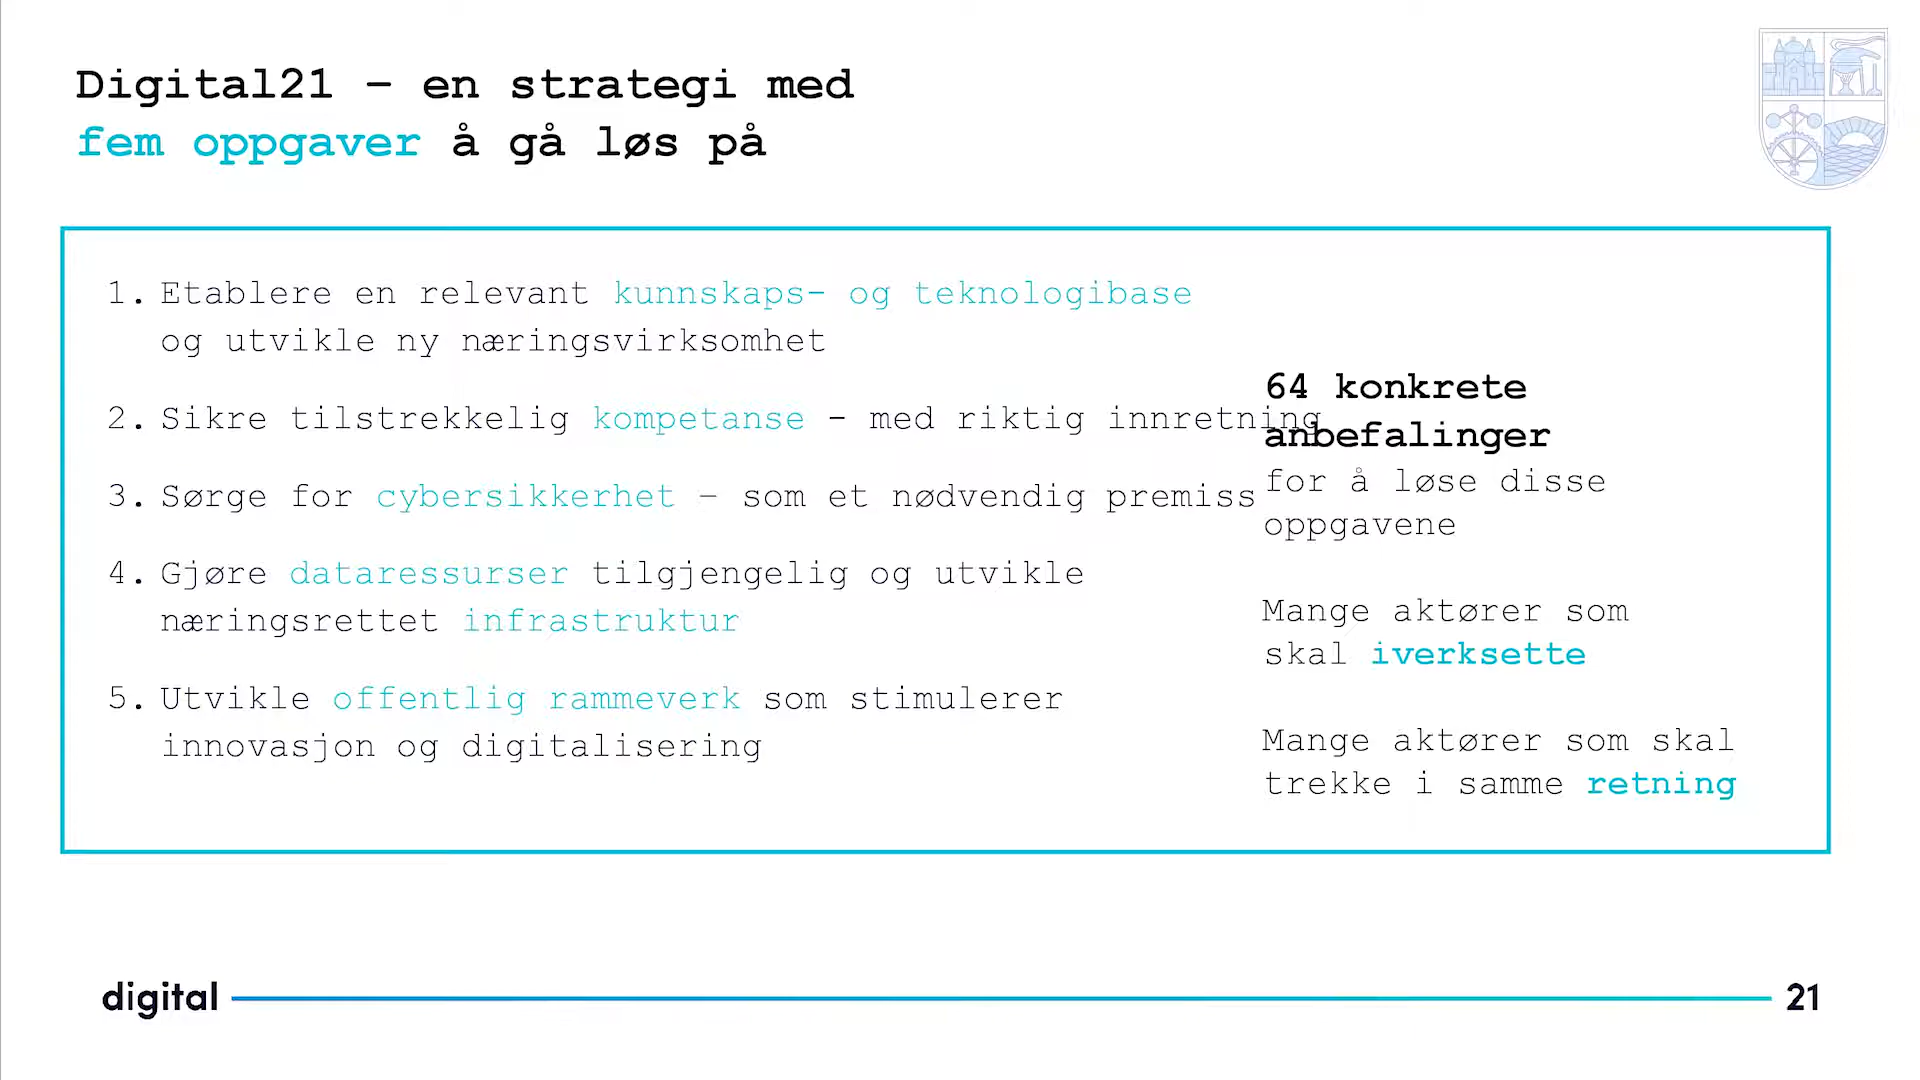 Digital21 – en strategi med
fem oppgaver å gå løs på
1. Etablere en relevant kunnskaps- og teknologibase
og utvikle ny næringsvirksomhet
2. Sikre tilstrekkelig kompetanse - med riktig innretning
3. Sørge for cybersikkerhet – som et nødvendig premiss
4. Gjøre dataressurser tilgjengelig og utvikle
næringsrettet infrastruktur
5. Utvikle offentlig rammeverk som stimulerer
innovasjon og digitalisering
64 konkrete
anbefalinger
for å løse disse
oppgavene
Mange aktører som
skal iverksette
Mange aktører som skal
trekke i samme retning
digital 21